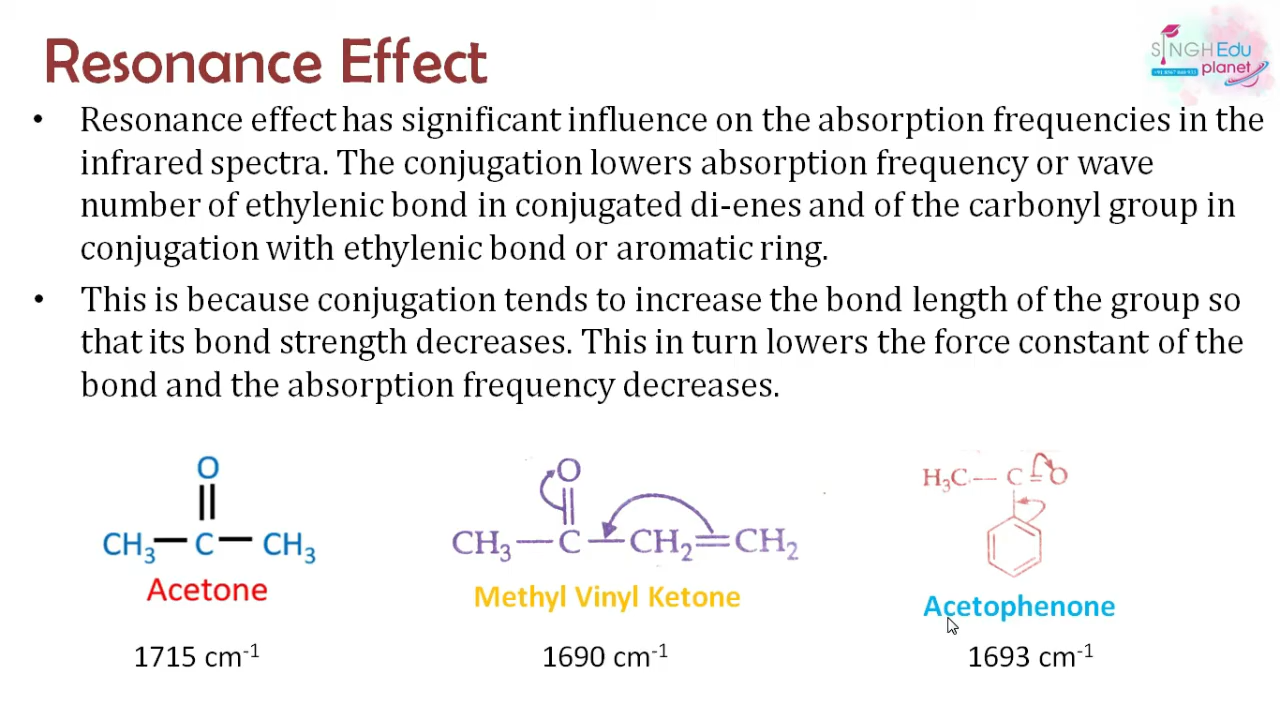 Resonance Effect
SINGH Edu
planet
• Resonance effect has significant influence on the absorption frequencies in the
infrared spectra. The conjugation lowers absorption frequency or wave
number of ethylenic bond in conjugated di-enes and of the carbonyl group in
conjugation with ethylenic bond or aromatic ring.
• This is because conjugation tends to increase the bond length of the group so
that its bond strength decreases. This in turn lowers the force constant of the
bond and the absorption frequency decreases.
O
CH₃—C—CH₃
Acetone
1715 cm⁻¹
O
CH₃—C—CH₂=CH₂
Methyl Vinyl Ketone
1690 cm⁻¹
H₃C—C=O
Acetophenone
1693 cm⁻¹